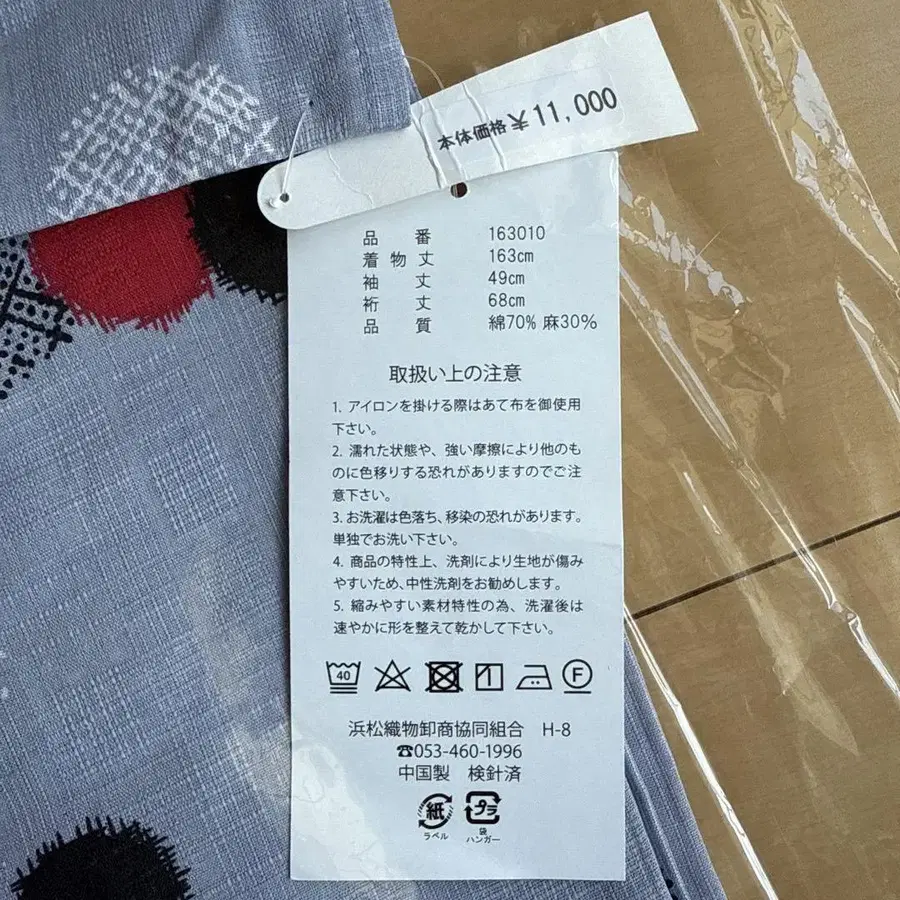 本体価格￥11,000
品番 163010
着物丈 163cm
袖丈 49cm
裄丈 68cm
品質 綿70% 麻30%
取扱い上の注意
1. アイロンを掛ける際はあて布を御使用
下さい。
2. 濡れた状態や、強い摩擦により他のも
のに色移りする恐れがありますのでご注
意下さい。
3. お洗濯は色落ち、移染の恐れがあります。
単独でお洗い下さい。
4. 商品の特性上、洗剤により生地が傷み
やすいため、中性洗剤をお勧めします。
5. 縮みやすい素材特性の為、洗濯後は
速やかに形を整えて乾かして下さい。
40 F
浜松織物卸商協同組合 H-8
☎053-460-1996
中国製 検針済
紙 プラ
ラベル 袋
ハンガー